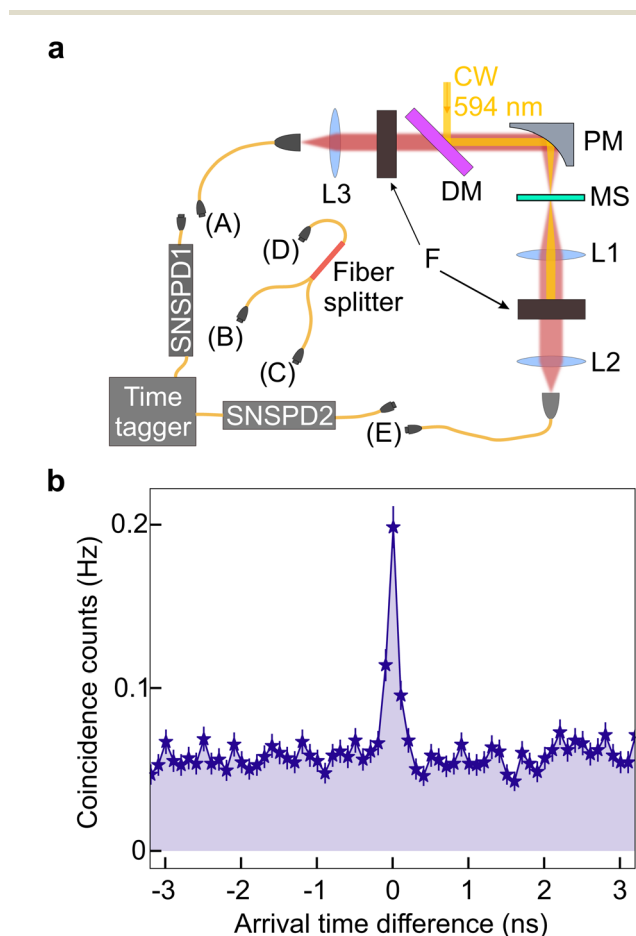 a
CW
594 nm
PM
L3
DM
MS
(A)
F
L1
(D)
Fiber
splitter
SNSPD1
(B)
L2
(C)
Time
tagger
SNSPD2
(E)
b
Coincidence counts (Hz)
0.2
0.1
0
-3 -2 -1 0 1 2 3
Arrival time difference (ns)